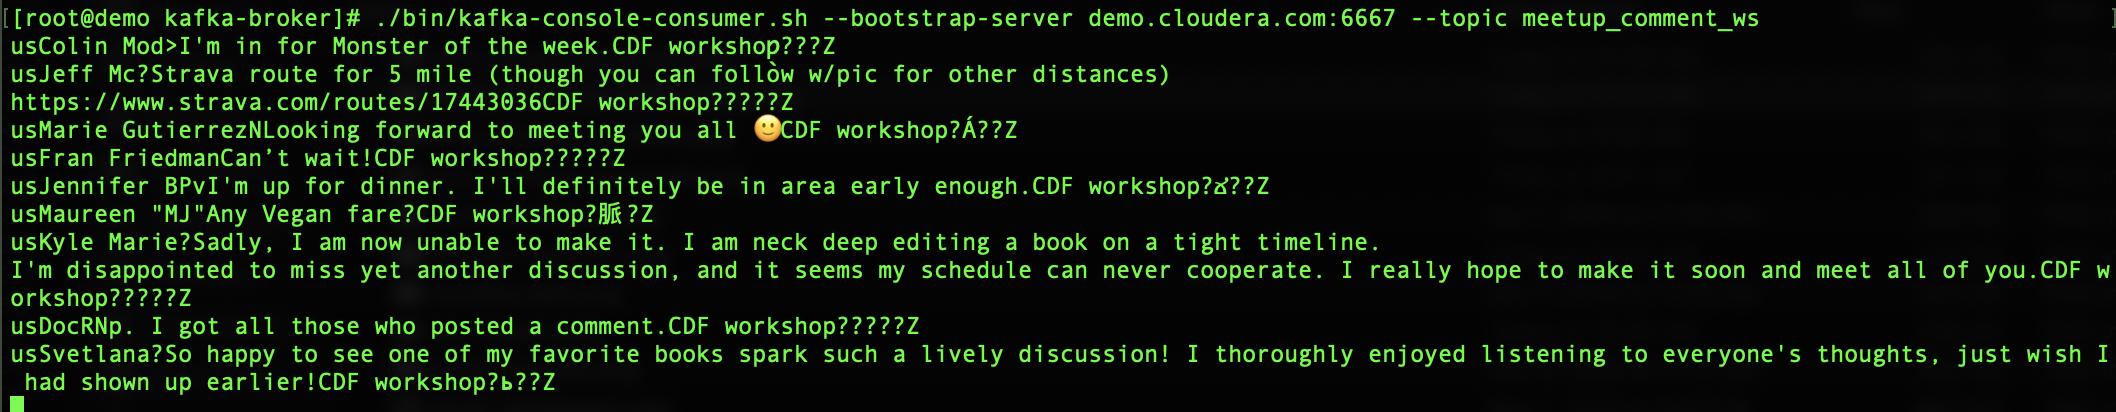 [[root@demo kafka-broker]# ./bin/kafka-console-consumer.sh --bootstrap-server demo.cloudera.com:6667 --topic meetup_comment_ws ]
usColin Mod>I'm in for Monster of the week.CDF workshop???Z
usJeff Mc?Strava route for 5 mile (though you can follow w/pic for other distances)
https://www.strava.com/routes/17443036CDF workshop?????Z
usMarie GutierrezNLooking forward to meeting you all 🙂CDF workshop?Á??Z
usFran FriedmanCan’t wait!CDF workshop?????Z
usJennifer BPvI'm up for dinner. I'll definitely be in area early enough.CDF workshop???Z
usMaureen "MJ"Any Vegan fare?CDF workshop?脈?Z
usKyle Marie?Sadly, I am now unable to make it. I am neck deep editing a book on a tight timeline.
I'm disappointed to miss yet another discussion, and it seems my schedule can never cooperate. I really hope to make it soon and meet all of you.CDF w
orkshop?????Z
usDocRNp. I got all those who posted a comment.CDF workshop?????Z
usSvetlana?So happy to see one of my favorite books spark such a lively discussion! I thoroughly enjoyed listening to everyone's thoughts, just wish I
had shown up earlier!CDF workshop?ь??Z